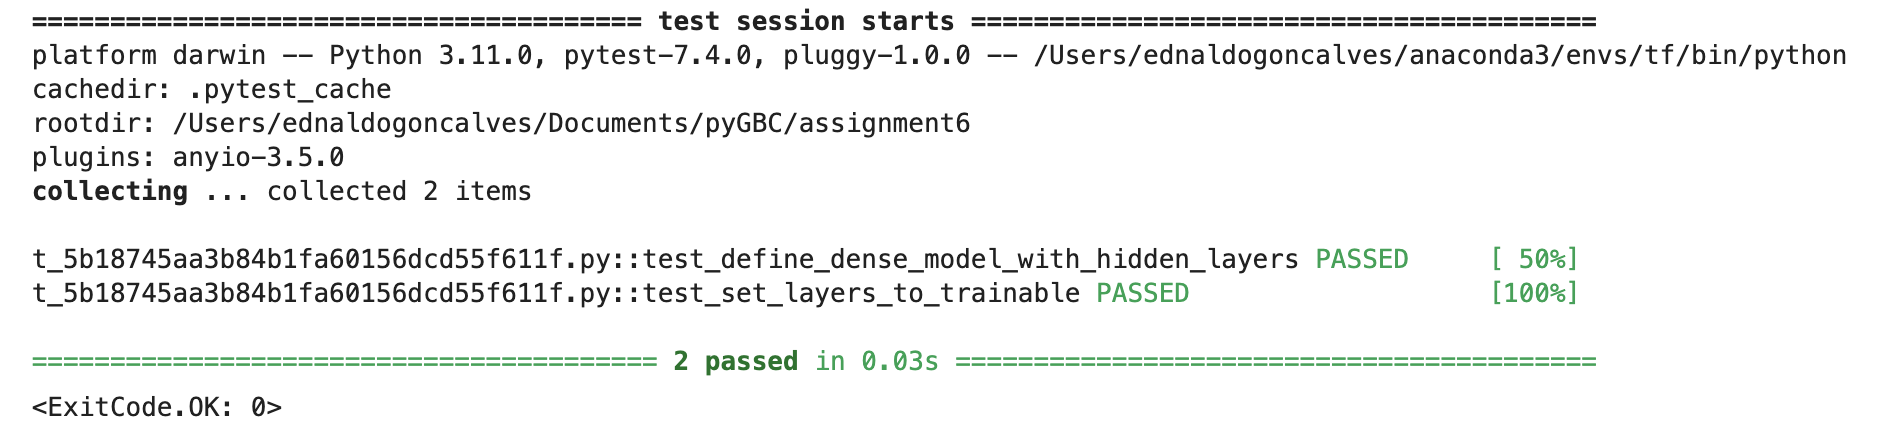 ======================================= test session starts ========================================
platform darwin -- Python 3.11.0, pytest-7.4.0, pluggy-1.0.0 -- /Users/ednaldogoncalves/anaconda3/envs/tf/bin/python
cachedir: .pytest_cache
rootdir: /Users/ednaldogoncalves/Documents/pyGBC/assignment6
plugins: anyio-3.5.0
collecting ... collected 2 items
t_5b18745aa3b84b1fa60156dcd55f611f.py::test_define_dense_model_with_hidden_layers PASSED     [ 50%]
t_5b18745aa3b84b1fa60156dcd55f611f.py::test_set_layers_to_trainable PASSED                   [100%]
======================================== 2 passed in 0.03s =========================================
<ExitCode.OK: 0>